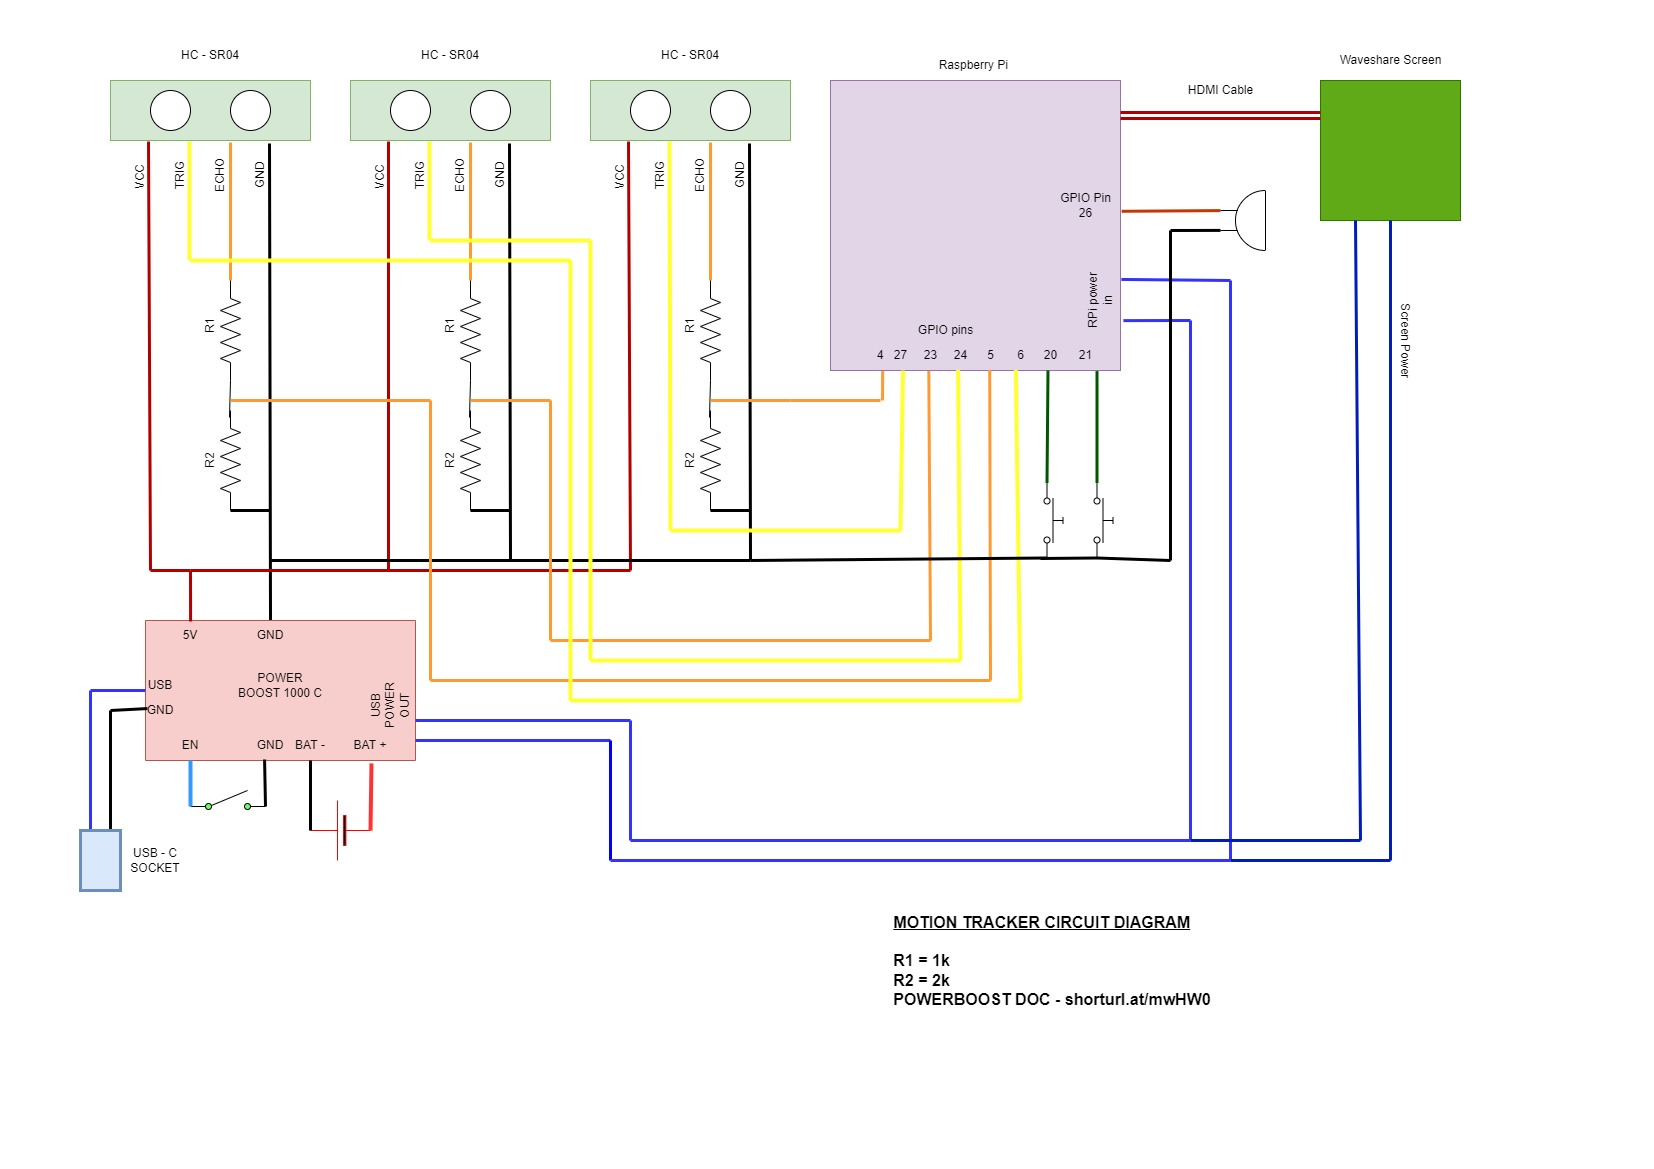 HC - SR04
HC - SR04
HC - SR04
Raspberry Pi
Waveshare Screen
HDMI Cable
VCC
TRIG
ECHO
GND
VCC
TRIG
ECHO
GND
VCC
TRIG
ECHO
GND
GPIO Pin
26
RPi power
in
Screen Power
R1
R1
R1
GPIO pins
4 27 23 24 5 6 20 21
R2
R2
R2
5V
GND
POWER
BOOST 1000 C
USB
GND
USB
POWER
OUT
EN
GND
BAT -
BAT +
USB - C
SOCKET
MOTION TRACKER CIRCUIT DIAGRAM
R1 = 1k
R2 = 2k
POWERBOOST DOC - shorturl.at/mwHW0